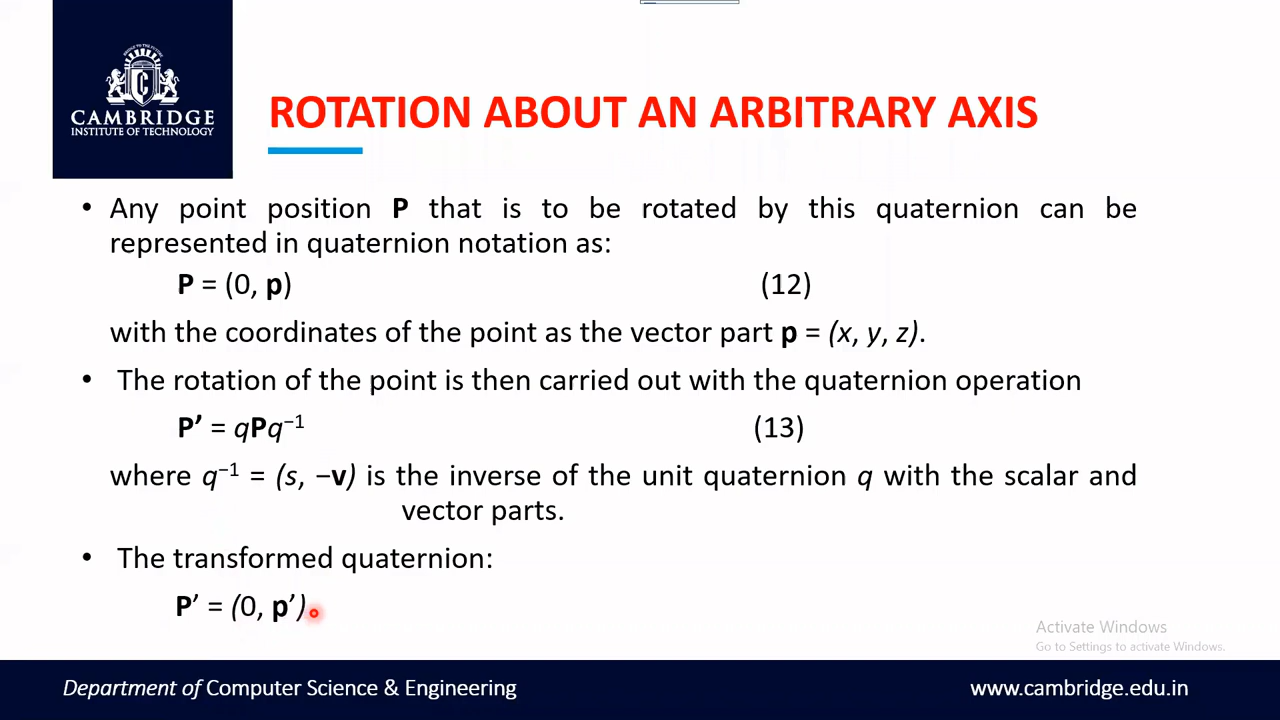 CAMBRIDGE
INSTITUTE OF TECHNOLOGY
ROTATION ABOUT AN ARBITRARY AXIS
• Any point position P that is to be rotated by this quaternion can be
represented in quaternion notation as:
P = (0, p) (12)
with the coordinates of the point as the vector part p = (x, y, z).
• The rotation of the point is then carried out with the quaternion operation
P’ = qPq⁻¹ (13)
where q⁻¹ = (s, −v) is the inverse of the unit quaternion q with the scalar and
vector parts.
• The transformed quaternion:
P’ = (0, p’)
Activate Windows
Go to Settings to activate Windows.
Department of Computer Science & Engineering
www.cambridge.edu.in